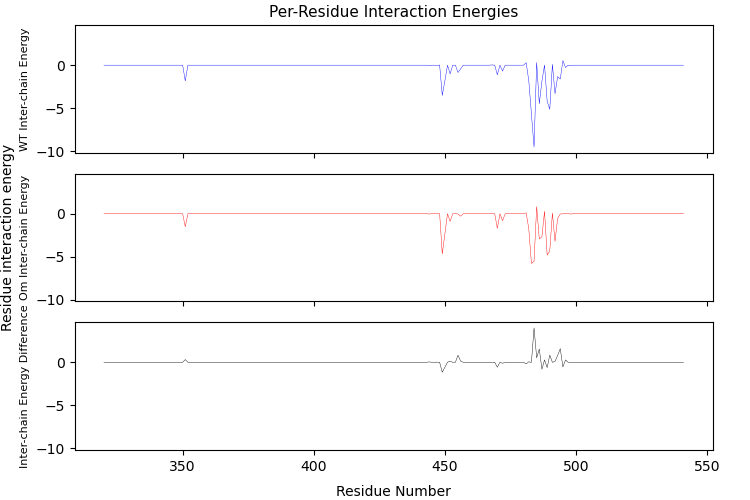 Per-Residue Interaction Energies
Residue interaction energy
WT Inter-chain Energy
0
−5
−10
Om Inter-chain Energy
0
−5
−10
Inter-chain Energy Difference
0
−5
−10
350
400
450
500
550
Residue Number